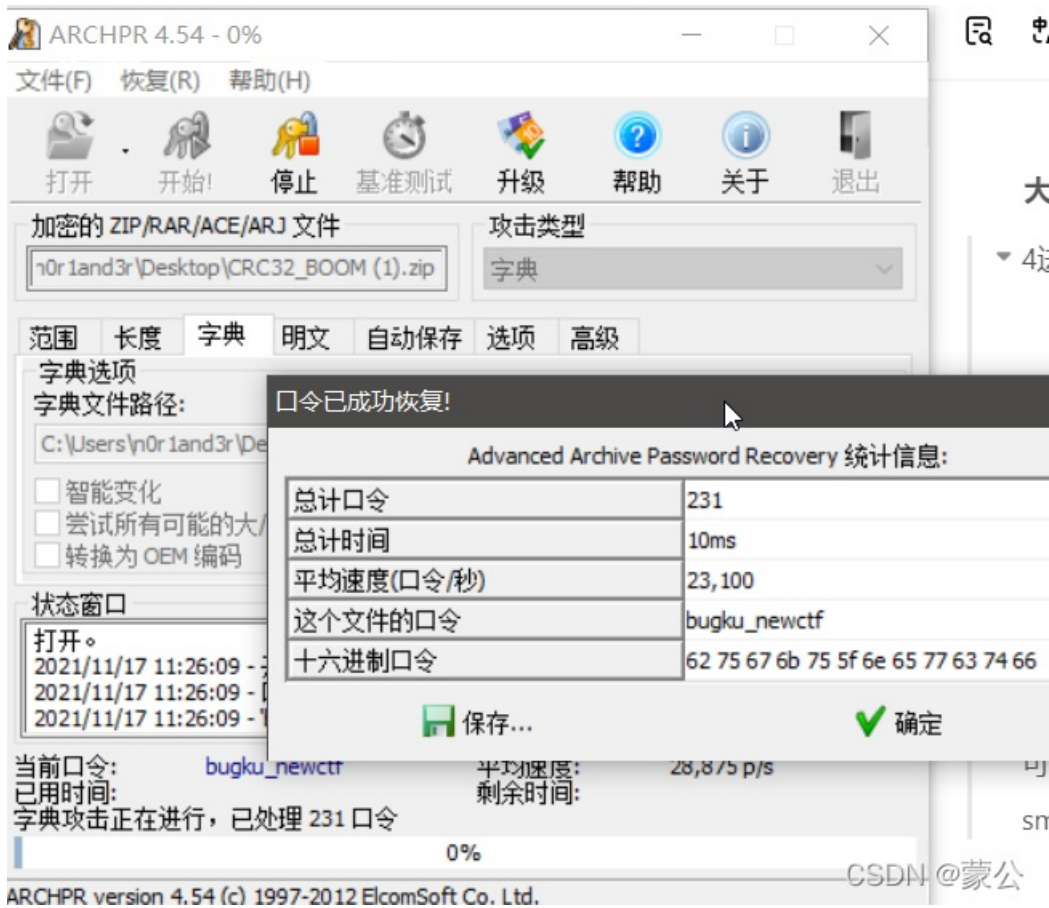 ARCHPR 4.54 - 0%
文件(F) 恢复(R) 帮助(H)
打开 开始! 停止 基准测试 升级 帮助 关于 退出
加密的 ZIP/RAR/ACE/ARJ 文件
攻击类型
n0r1and3r\Desktop\CRC32_BOOM (1).zip
字典
范围 长度 字典 明文 自动保存 选项 高级
字典选项
字典文件路径:
C:\Users\n0r1and3r\De
智能变化
尝试所有可能的大/
转换为 OEM 编码
口令已成功恢复!
Advanced Archive Password Recovery 统计信息:
总计口令 231
总计时间 10ms
平均速度(口令/秒) 23,100
这个文件的口令 bugku_newctf
十六进制口令 62 75 67 6b 75 5f 6e 65 77 63 74 66
保存... 确定
状态窗口
打开。
2021/11/17 11:26:09 -
2021/11/17 11:26:09 -
2021/11/17 11:26:09 -
当前口令: bugku_newctf 平均速度: 28,875 p/s
已用时间: 剩余时间:
字典攻击正在进行，已处理 231 口令
0%
ARCHPR version 4.54 (c) 1997-2012 ElcomSoft Co. Ltd.
大
4进
可
sm
CSDN @蒙公